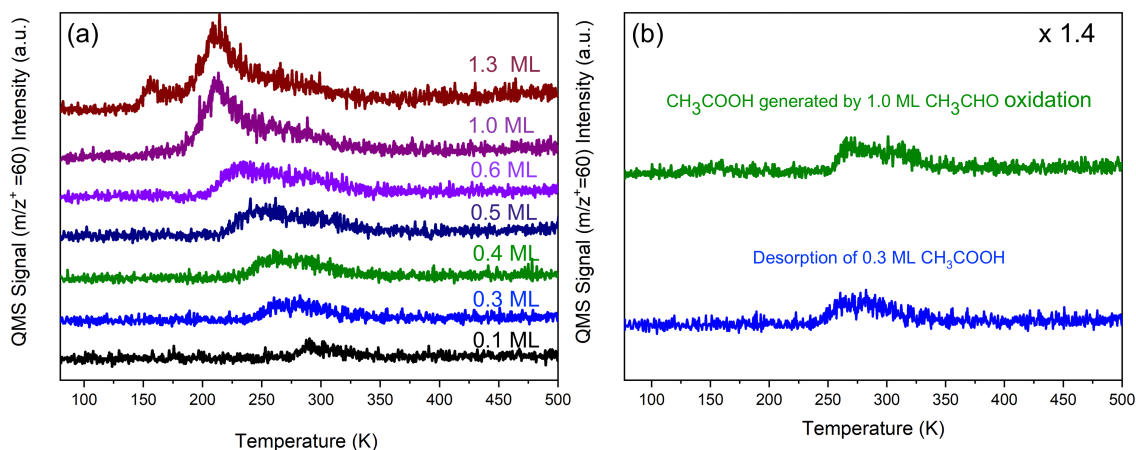 (a)
1.3 ML
1.0 ML
0.6 ML
0.5 ML
0.4 ML
0.3 ML
0.1 ML
QMS Signal (m/z⁺=60) Intensity (a.u.)
100 150 200 250 300 350 400 450 500
Temperature (K)
(b)
x 1.4
CH₃COOH generated by 1.0 ML CH₃CHO oxidation
Desorption of 0.3 ML CH₃COOH
QMS Signal (m/z⁺=60) Intensity (a.u.)
100 150 200 250 300 350 400 450 500
Temperature (K)